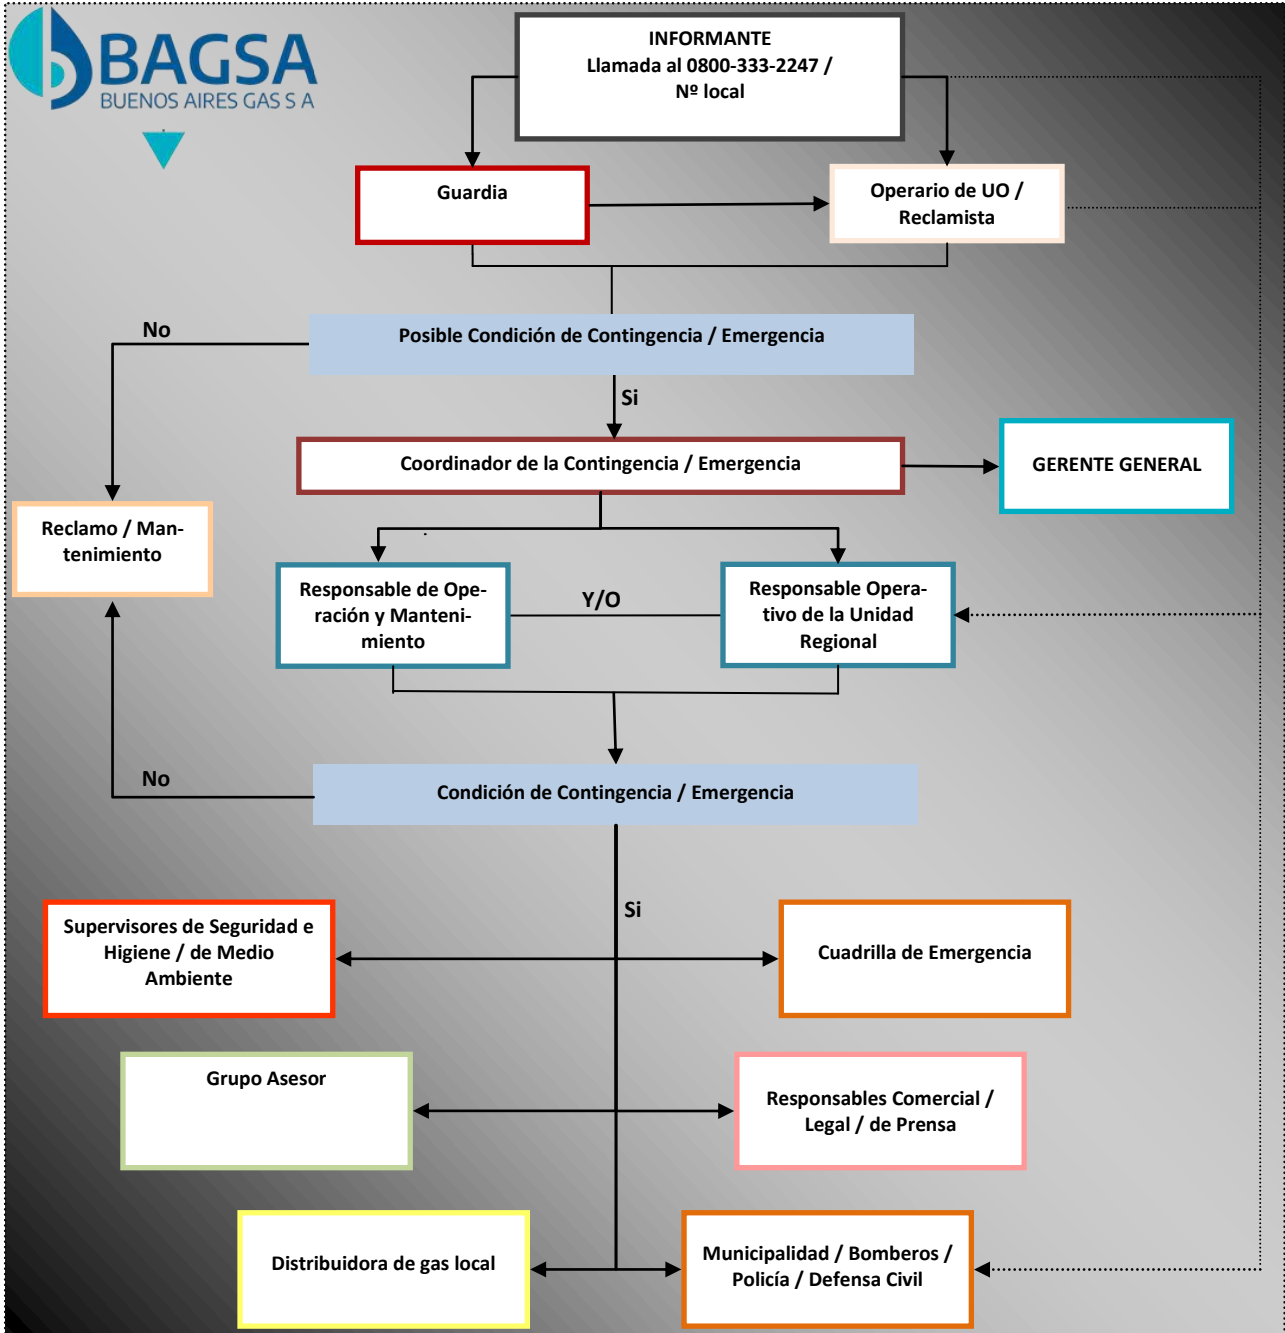 BAGSA
BUENOS AIRES GAS S A
INFORMANTE
Llamada al 0800-333-2247 /
Nº local
Guardia
Operario de UO /
Reclamista
No
Posible Condición de Contingencia / Emergencia
Si
Coordinador de la Contingencia / Emergencia
GERENTE GENERAL
Reclamo / Man-
tenimiento
Responsable de Ope-
ración y Manteni-
miento
Y/O
Responsable Opera-
tivo de la Unidad
Regional
No
Condición de Contingencia / Emergencia
Si
Supervisores de Seguridad e
Higiene / de Medio
Ambiente
Cuadrilla de Emergencia
Grupo Asesor
Responsables Comercial /
Legal / de Prensa
Distribuidora de gas local
Municipalidad / Bomberos /
Policía / Defensa Civil